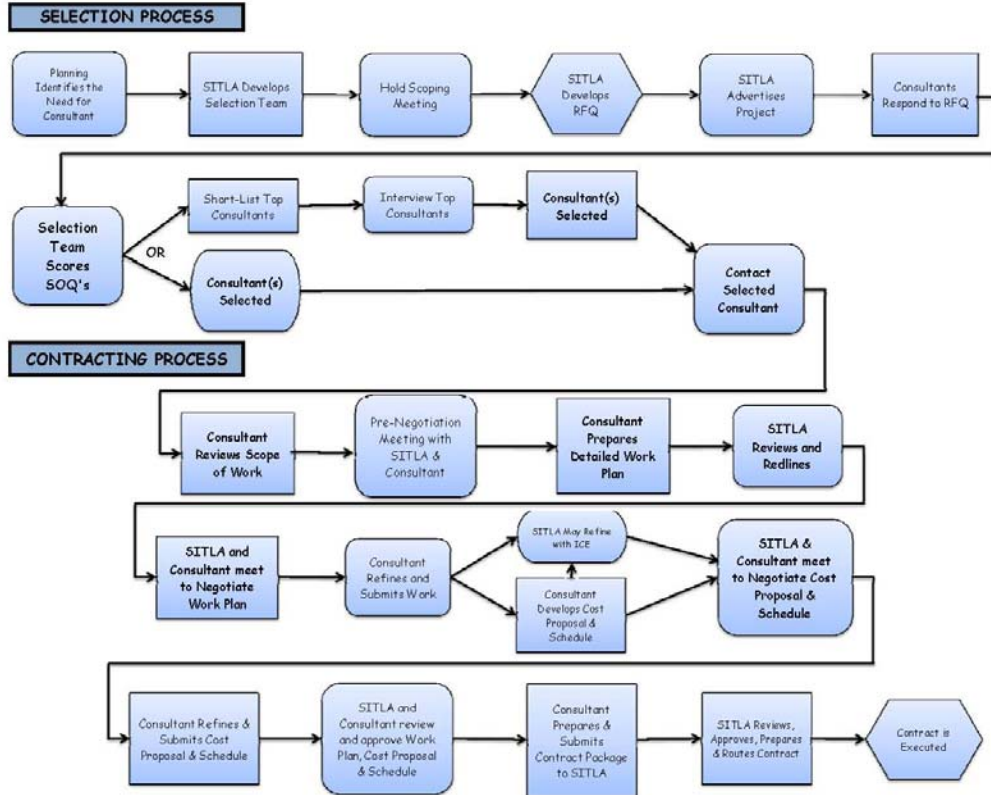 SELECTION PROCESS
Planning
Identifies the
Need for
Consultant
SITLA Develops
Selection Team
Hold Scoping
Meeting
SITLA
Develops
RFQ
SITLA
Advertises
Project
Consultants
Respond to RFQ
Selection
Team
Scores
SOQ's
OR
Short-List Top
Consultants
Interview Top
Consultants
Consultant(s)
Selected
Consultant(s)
Selected
Contact
Selected
Consultant
CONTRACTING PROCESS
Consultant
Reviews Scope
of Work
Pre-Negotiation
Meeting with
SITLA &
Consultant
Consultant
Prepares
Detailed Work
Plan
SITLA
Reviews and
Redlines
SITLA and
Consultant meet
to Negotiate
Work Plan
Consultant
Refines and
Submits Work
SITLA May Refine
with ICE
Consultant
Develops Cost
Proposal &
Schedule
SITLA &
Consultant meet
to Negotiate Cost
Proposal &
Schedule
Consultant Refines &
Submits Cost
Proposal & Schedule
SITLA and
Consultant review
and approve Work
Plan, Cost Proposal
& Schedule
Consultant
Prepares &
Submits
Contract Package
to SITLA
SITLA Reviews,
Approves, Prepares
& Routes Contract
Contract is
Executed